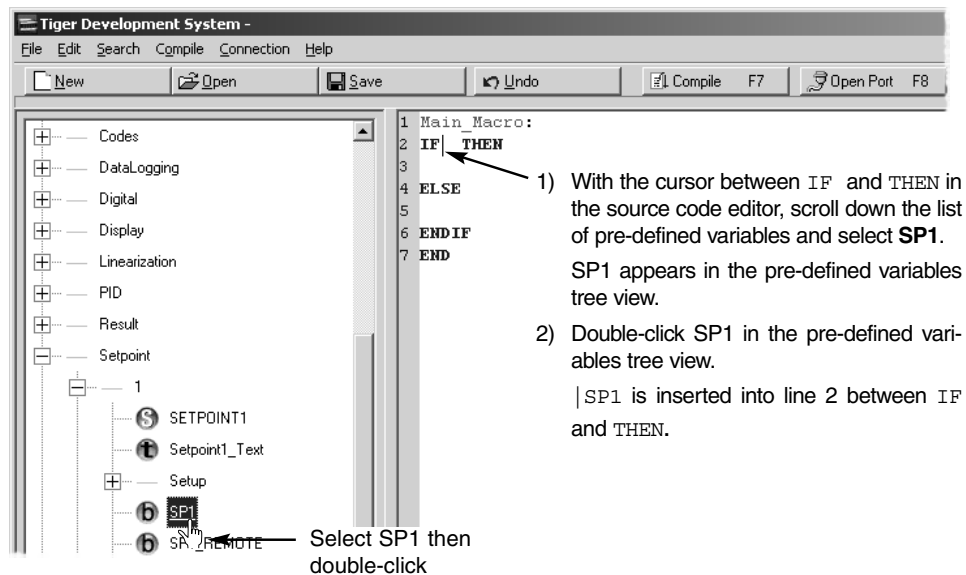 Tiger Development System -
File Edit Search Compile Connection Help
New Open Save Undo Compile F7 Open Port F8
Codes
DataLogging
Digital
Display
Linearization
PID
Result
Setpoint
1
SETPOINT1
Setpoint1_Text
Setup
SP1
1 Main_Macro:
2 IF| THEN
3
4 ELSE
5
6 ENDIF
7 END
1) With the cursor between IF and THEN in
the source code editor, scroll down the list
of pre-defined variables and select SP1.
SP1 appears in the pre-defined variables
tree view.
2) Double-click SP1 in the pre-defined vari-
ables tree view.
|SP1 is inserted into line 2 between IF
and THEN.
Select SP1 then
double-click